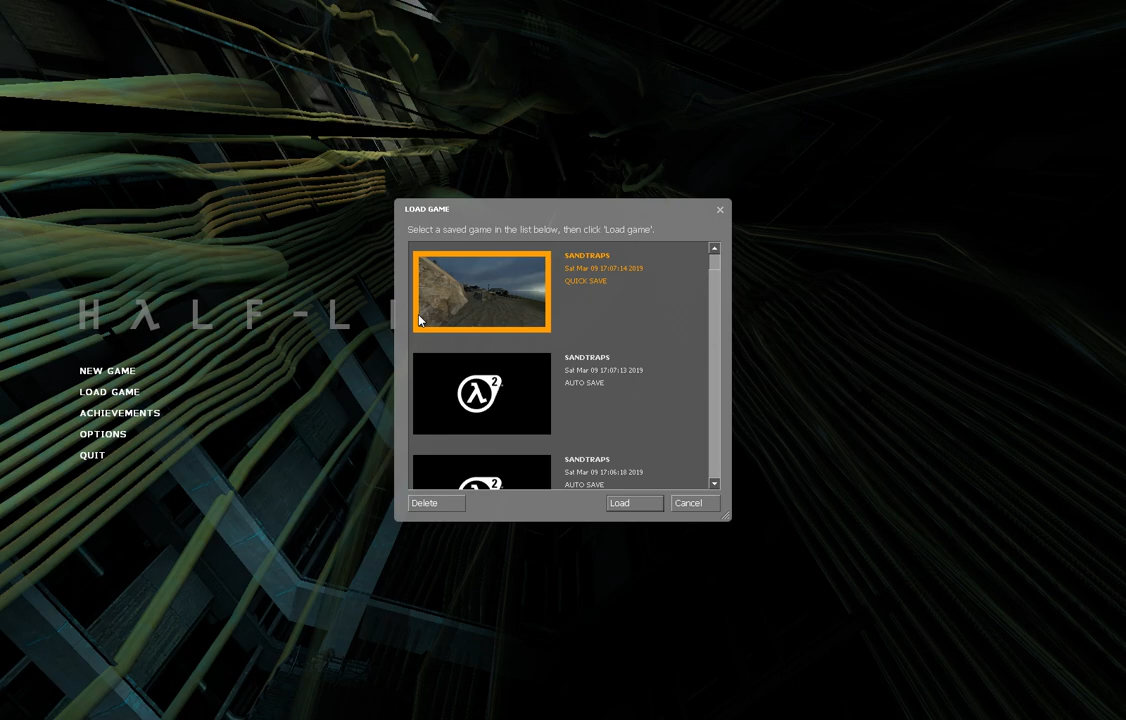 LOAD GAME
Select a saved game in the list below, then click 'Load game'.
SANDTRAPS
Sat Mar 09 17:07:14 2019
QUICK SAVE
H λ L F - L
NEW GAME
LOAD GAME
ACHIEVEMENTS
OPTIONS
QUIT
2
SANDTRAPS
Sat Mar 09 17:07:13 2019
AUTO SAVE
2
SANDTRAPS
Sat Mar 09 17:06:18 2019
AUTO SAVE
Delete
Load
Cancel